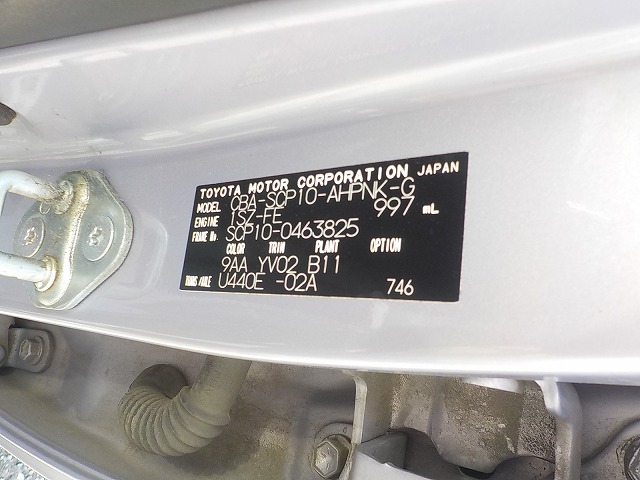 TOYOTA MOTOR CORPORATION JAPAN
MODEL CBA-SCP10-AHPNK-G
ENGINE 1SZ-FE 997 mL
FRAME No. SCP10-0463825
COLOR TRIM PLANT OPTION
9AA YV02 B11
TRANS/AXLE U440E -02A 746